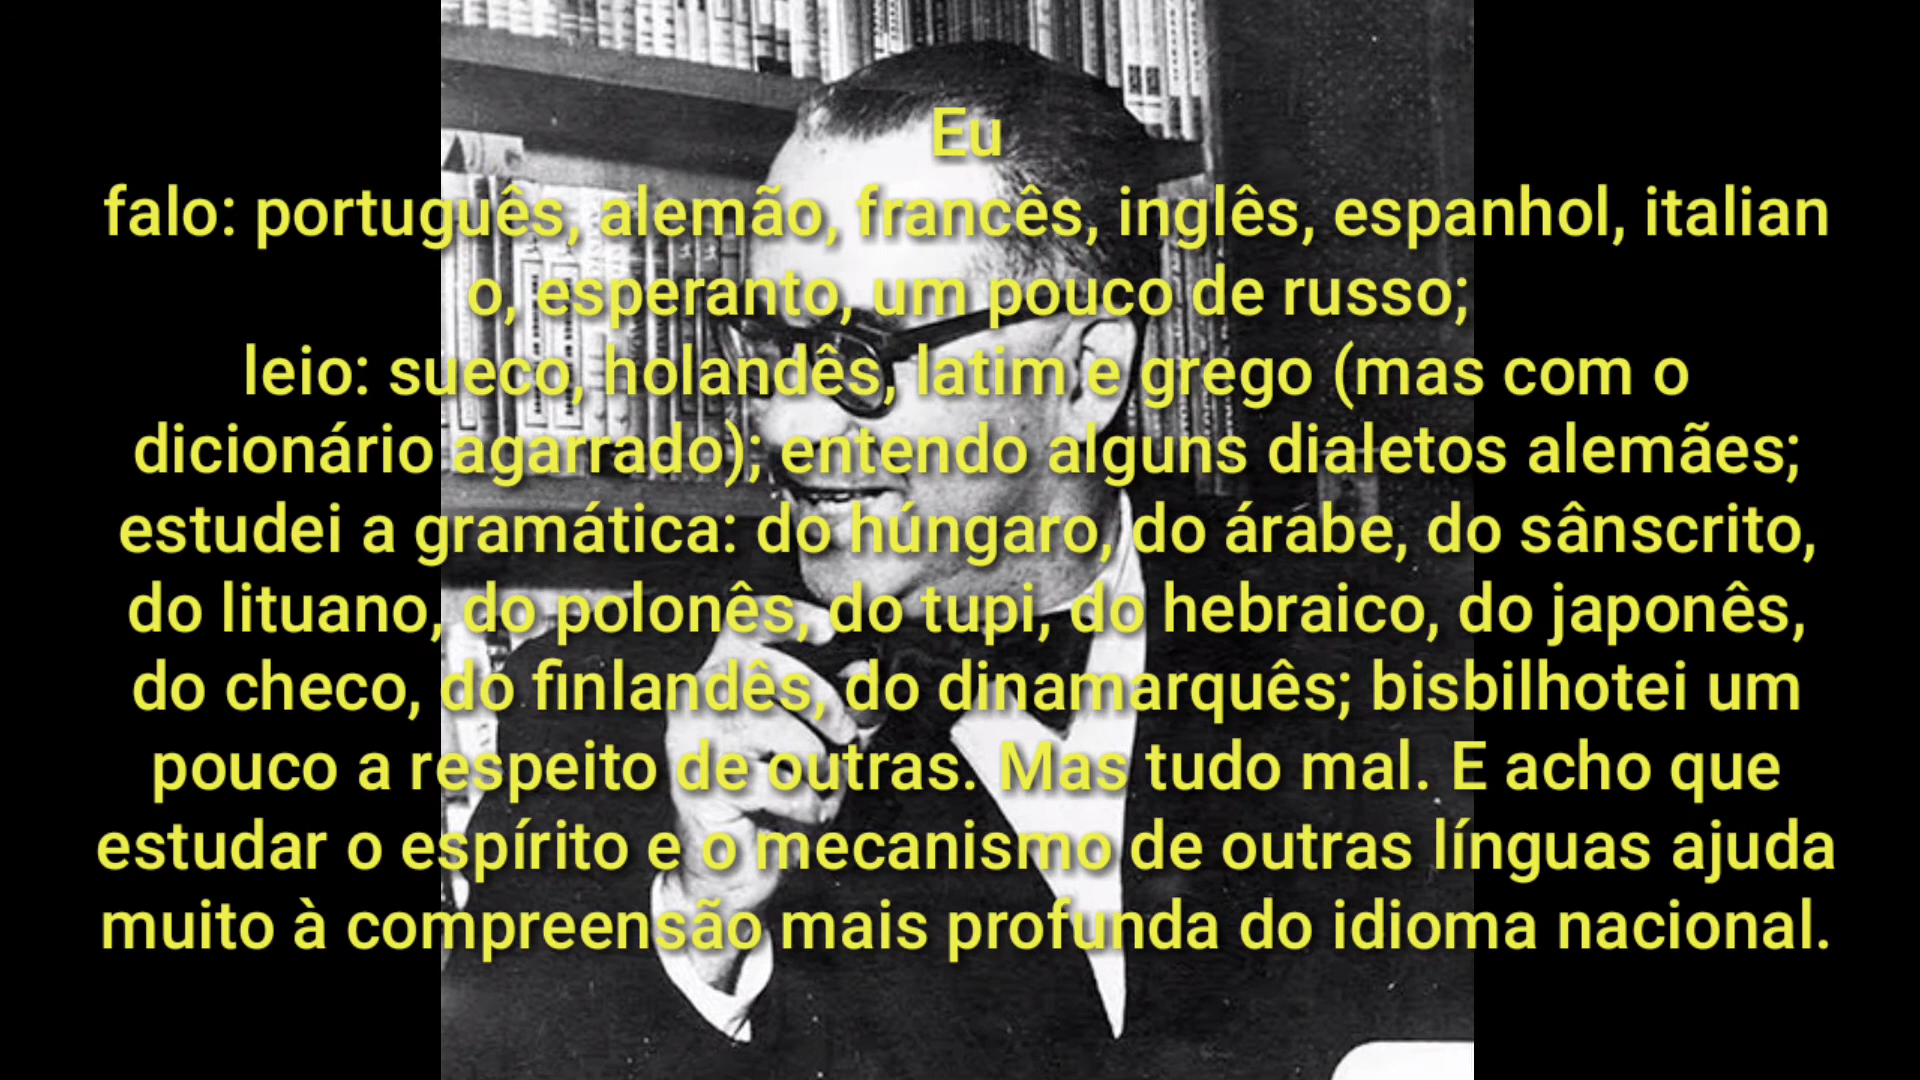 Eu
falo: português, alemão, francês, inglês, espanhol, italian
o, esperanto, um pouco de russo;
leio: sueco, holandês, latim e grego (mas com o
dicionário agarrado); entendo alguns dialetos alemães;
estudei a gramática: do húngaro, do árabe, do sânscrito,
do lituano, do polonês, do tupi, do hebraico, do japonês,
do checo, do finlandês, do dinamarquês; bisbilhotei um
pouco a respeito de outras. Mas tudo mal. E acho que
estudar o espírito e o mecanismo de outras línguas ajuda
muito à compreensão mais profunda do idioma nacional.